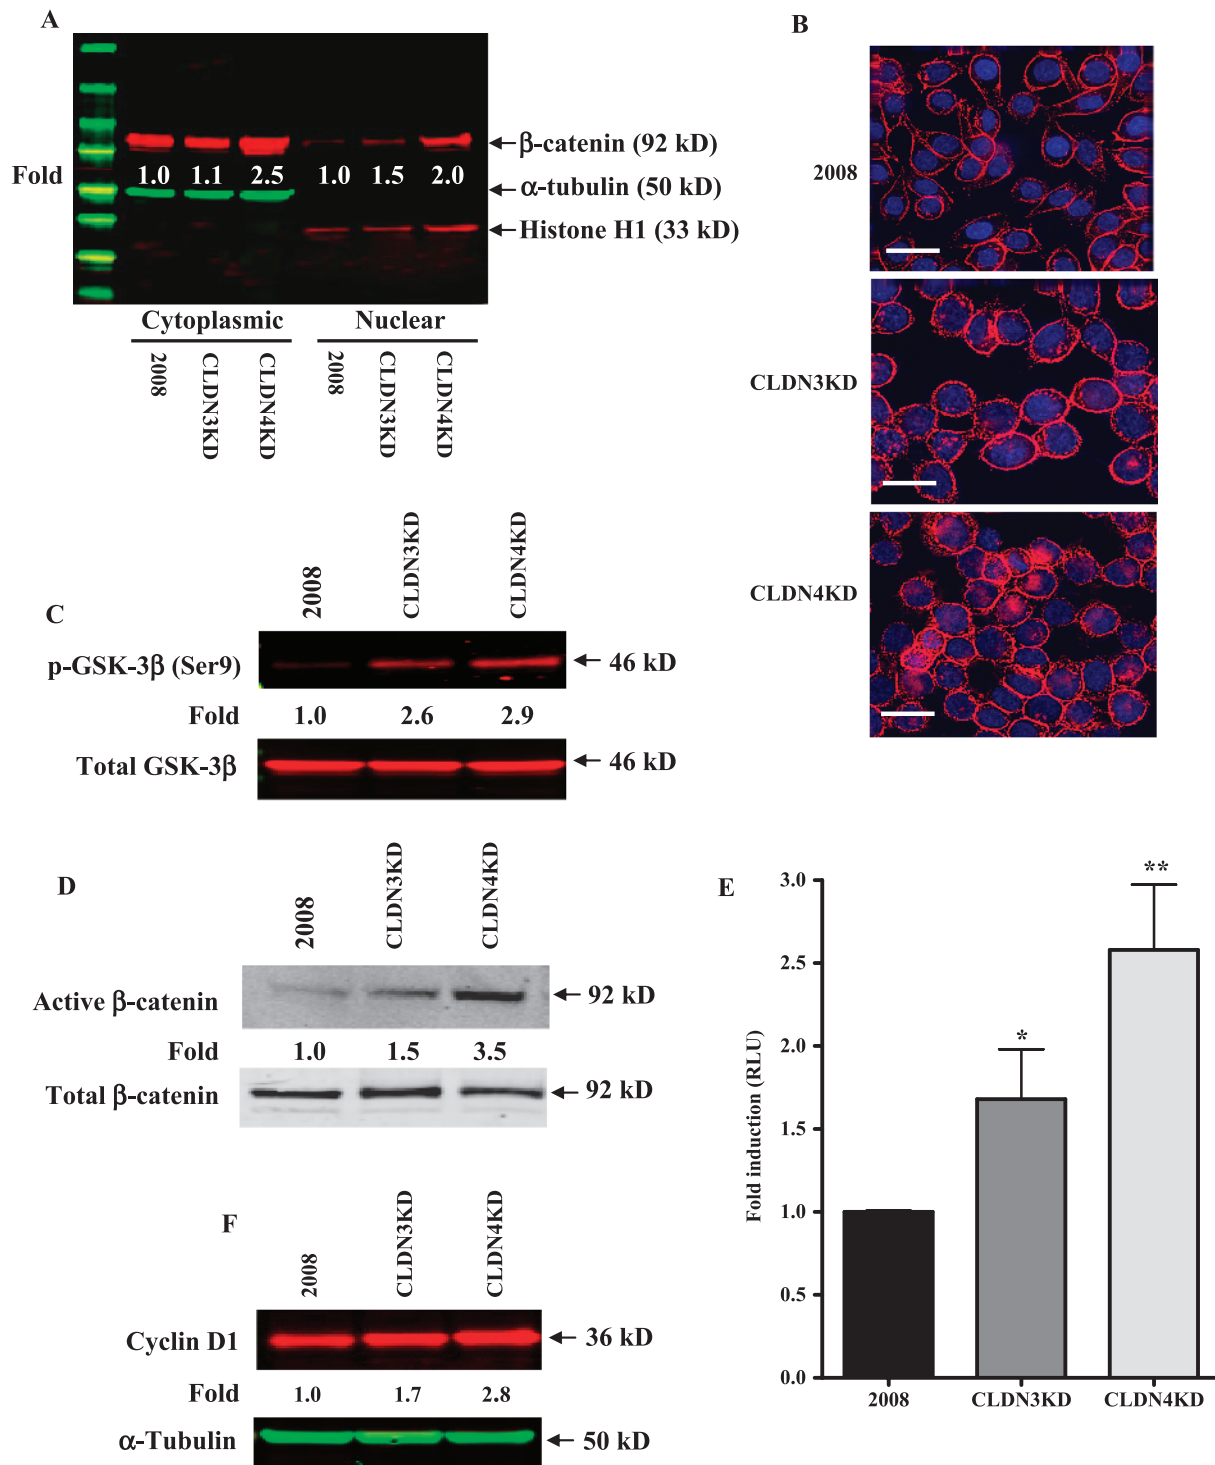 A
Fold
1.0 1.1 2.5 1.0 1.5 2.0
β-catenin (92 kD)
α-tubulin (50 kD)
Histone H1 (33 kD)
Cytoplasmic Nuclear
2008 CLDN3KD CLDN4KD 2008 CLDN3KD CLDN4KD
B
2008
CLDN3KD
CLDN4KD
C
2008 CLDN3KD CLDN4KD
p-GSK-3β (Ser9) 46 kD
Fold 1.0 2.6 2.9
Total GSK-3β 46 kD
D
2008 CLDN3KD CLDN4KD
Active β-catenin 92 kD
Fold 1.0 1.5 3.5
Total β-catenin 92 kD
E
Fold induction (RLU)
3.0
2.5
2.0
1.5
1.0
0.5
0.0
*
**
2008 CLDN3KD CLDN4KD
F
2008 CLDN3KD CLDN4KD
Cyclin D1 36 kD
Fold 1.0 1.7 2.8
α-Tubulin 50 kD